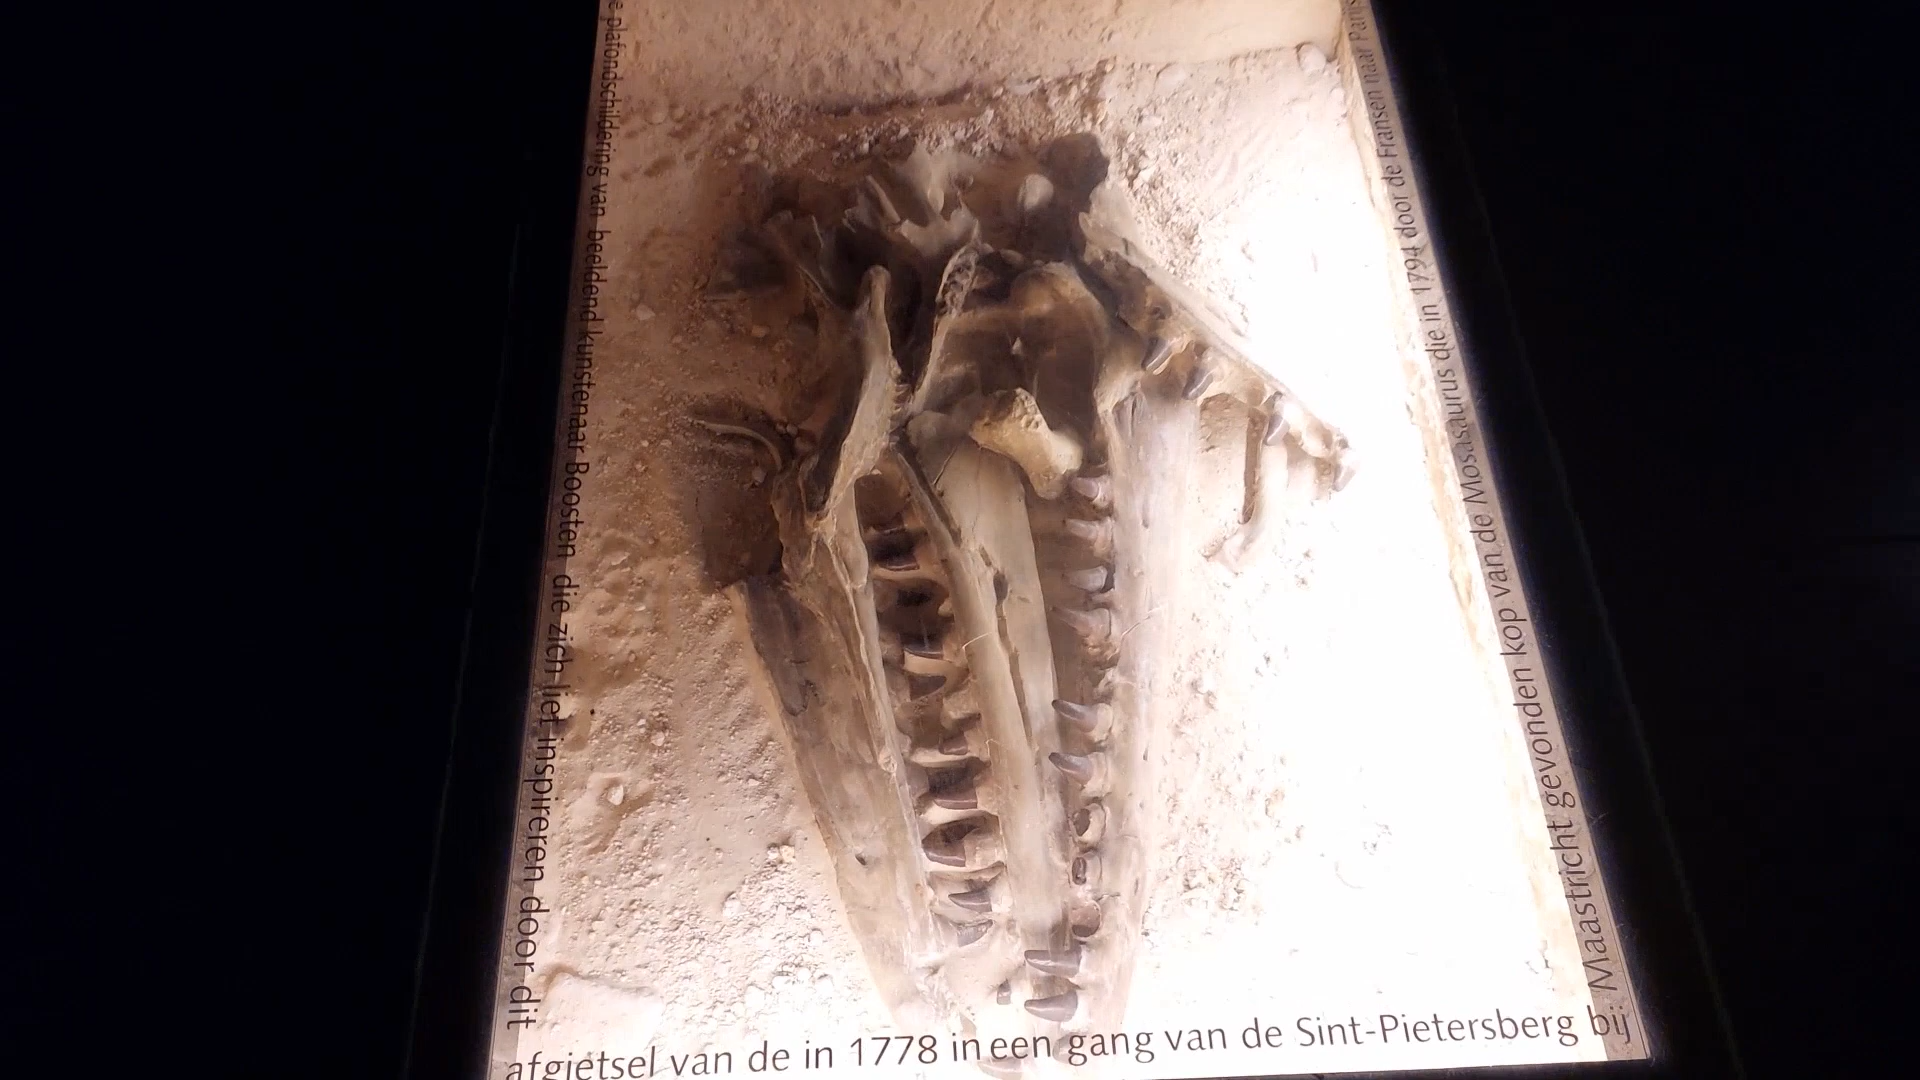 plafondschildering van beeldend kunstenaar Boosten die zich liet inspireren door dit
afgietsel van de in 1778 in een gang van de Sint-Pietersberg bij
Maastricht gevonden kop van de Mosasaurus die in 1794 door de Fransen naar Parijs